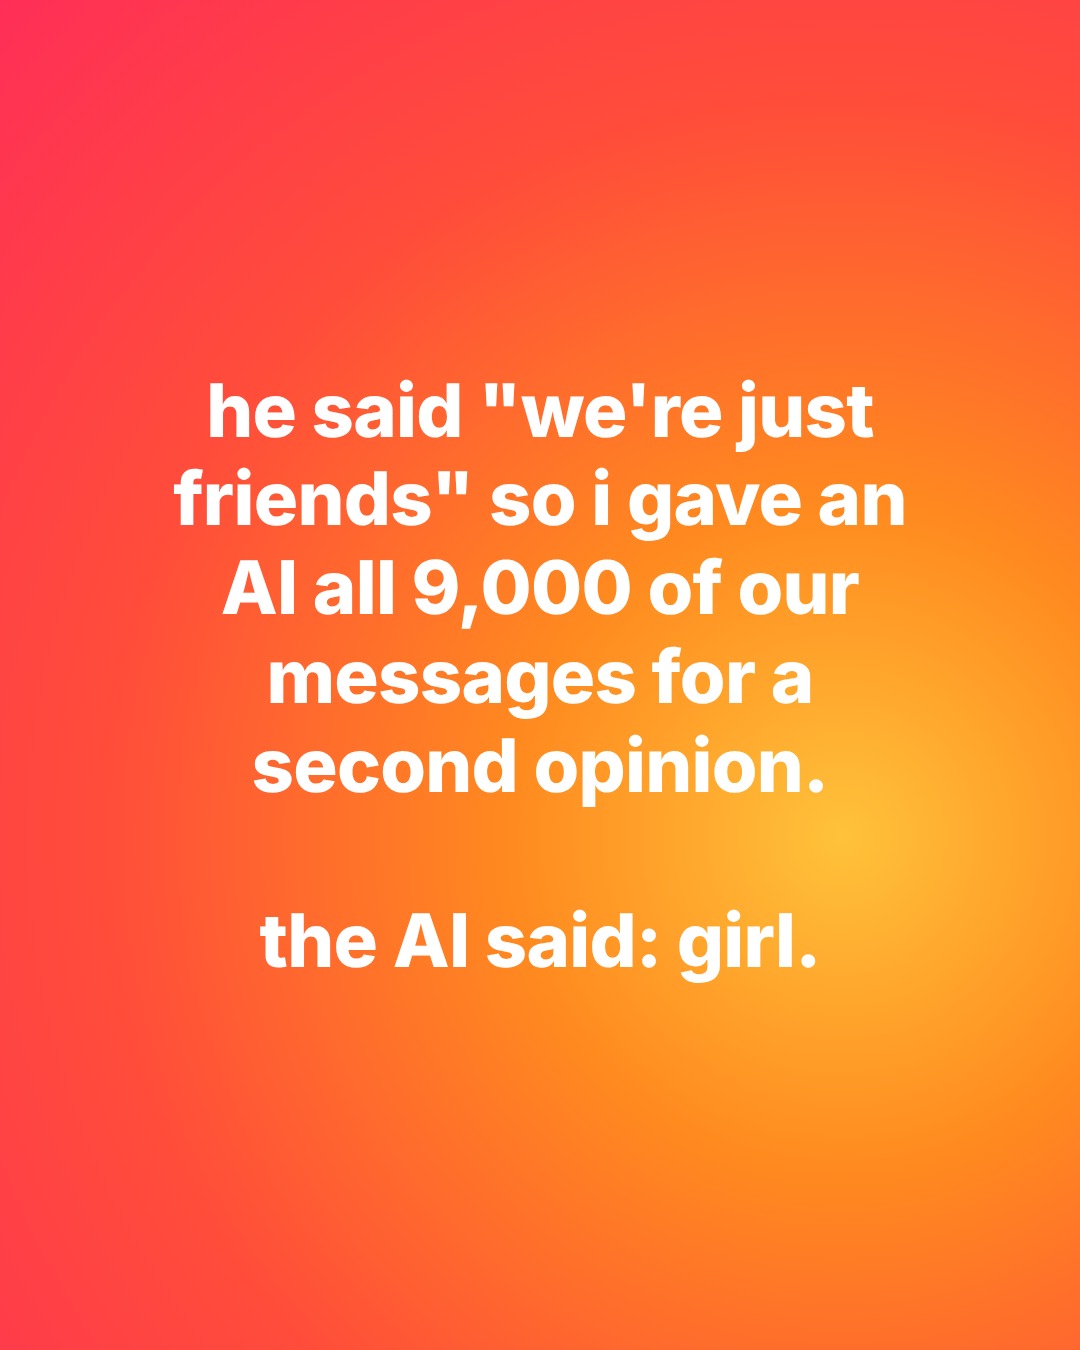 he said "we're just
friends" so i gave an
AI all 9,000 of our
messages for a
second opinion.
the AI said: girl.